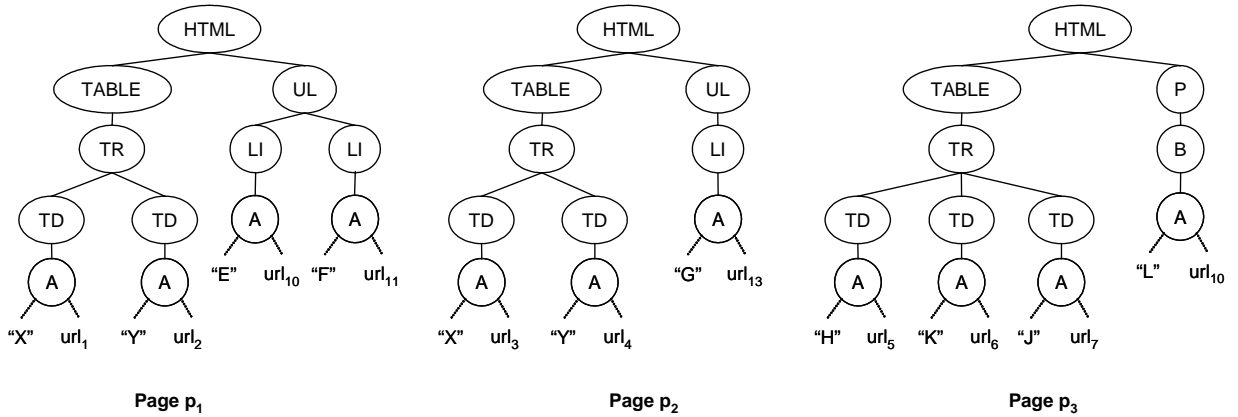 HTML HTML HTML
TABLE UL TABLE UL TABLE P
TR LI LI TR LI TR B
TD TD A A TD TD A TD TD TD A
"E" url10 "F" url11 "G" url13 "L" url10
A A A A A A A
"X" url1 "Y" url2 "X" url3 "Y" url4 "H" url5 "K" url6 "J" url7
Page p1 Page p2 Page p3